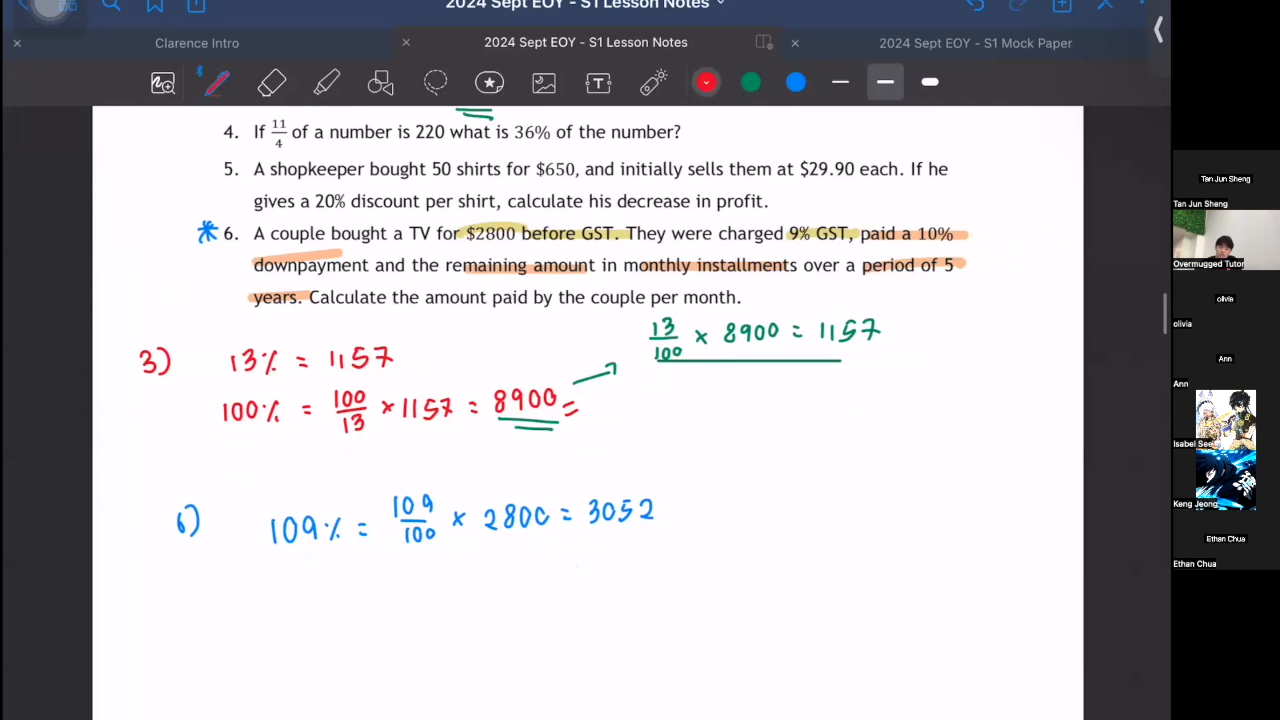 2024 Sept EOY - S1 Lesson Notes
Clarence Intro
2024 Sept EOY - S1 Lesson Notes
2024 Sept EOY - S1 Mock Paper
4. If 11/4 of a number is 220 what is 36% of the number?
5. A shopkeeper bought 50 shirts for $650, and initially sells them at $29.90 each. If he
gives a 20% discount per shirt, calculate his decrease in profit.
* 6. A couple bought a TV for $2800 before GST. They were charged 9% GST, paid a 10%
downpayment and the remaining amount in monthly installments over a period of 5
years. Calculate the amount paid by the couple per month.
13/100 × 8900 = 1157
3) 13% = 1157
100% = 100/13 × 1157 = 8900 =
6) 109% = 109/100 × 2800 = 3052
Tan Jun Sheng
Tan Jun Sheng
Overmugged Tutor
olivia
olivia
Ann
Ann
Isabel See
Keng Jeong
Ethan Chua
Ethan Chua